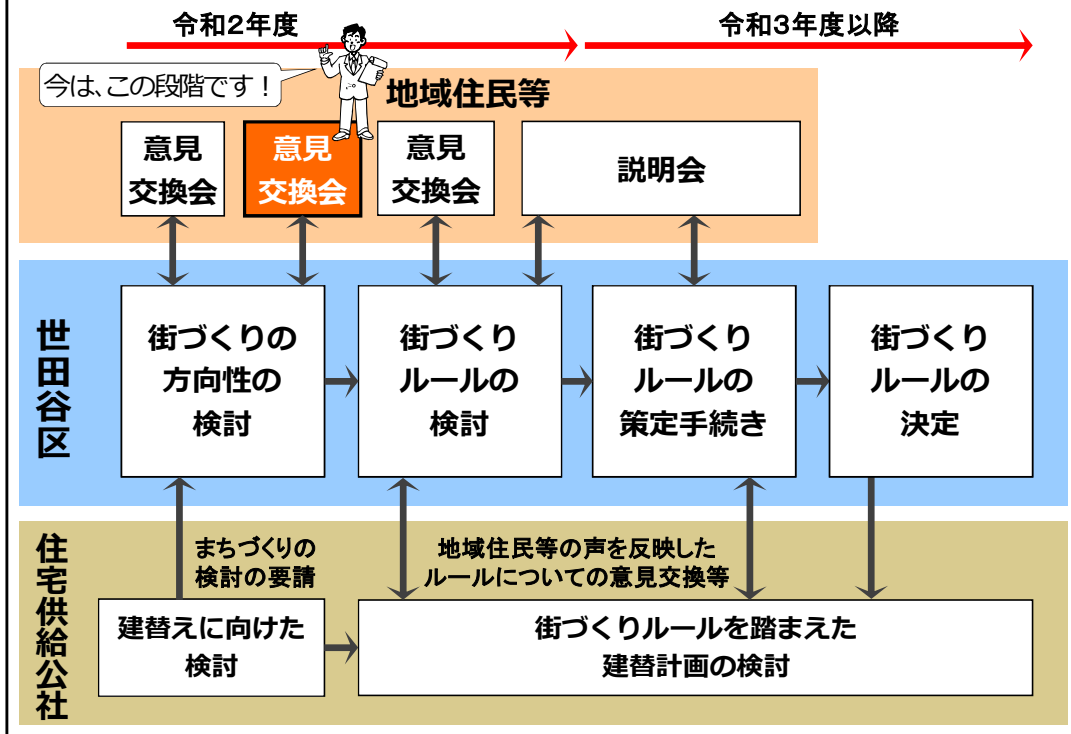 令和２年度
令和３年度以降
今は、この段階です！
地域住民等
意見
交換会
意見
交換会
意見
交換会
説明会
世田谷区
街づくりの
方向性の
検討
街づくり
ルールの
検討
街づくり
ルールの
策定手続き
街づくり
ルールの
決定
住宅供給公社
まちづくりの
検討の要請
地域住民等の声を反映した
ルールについての意見交換等
建替えに向けた
検討
街づくりルールを踏まえた
建替計画の検討